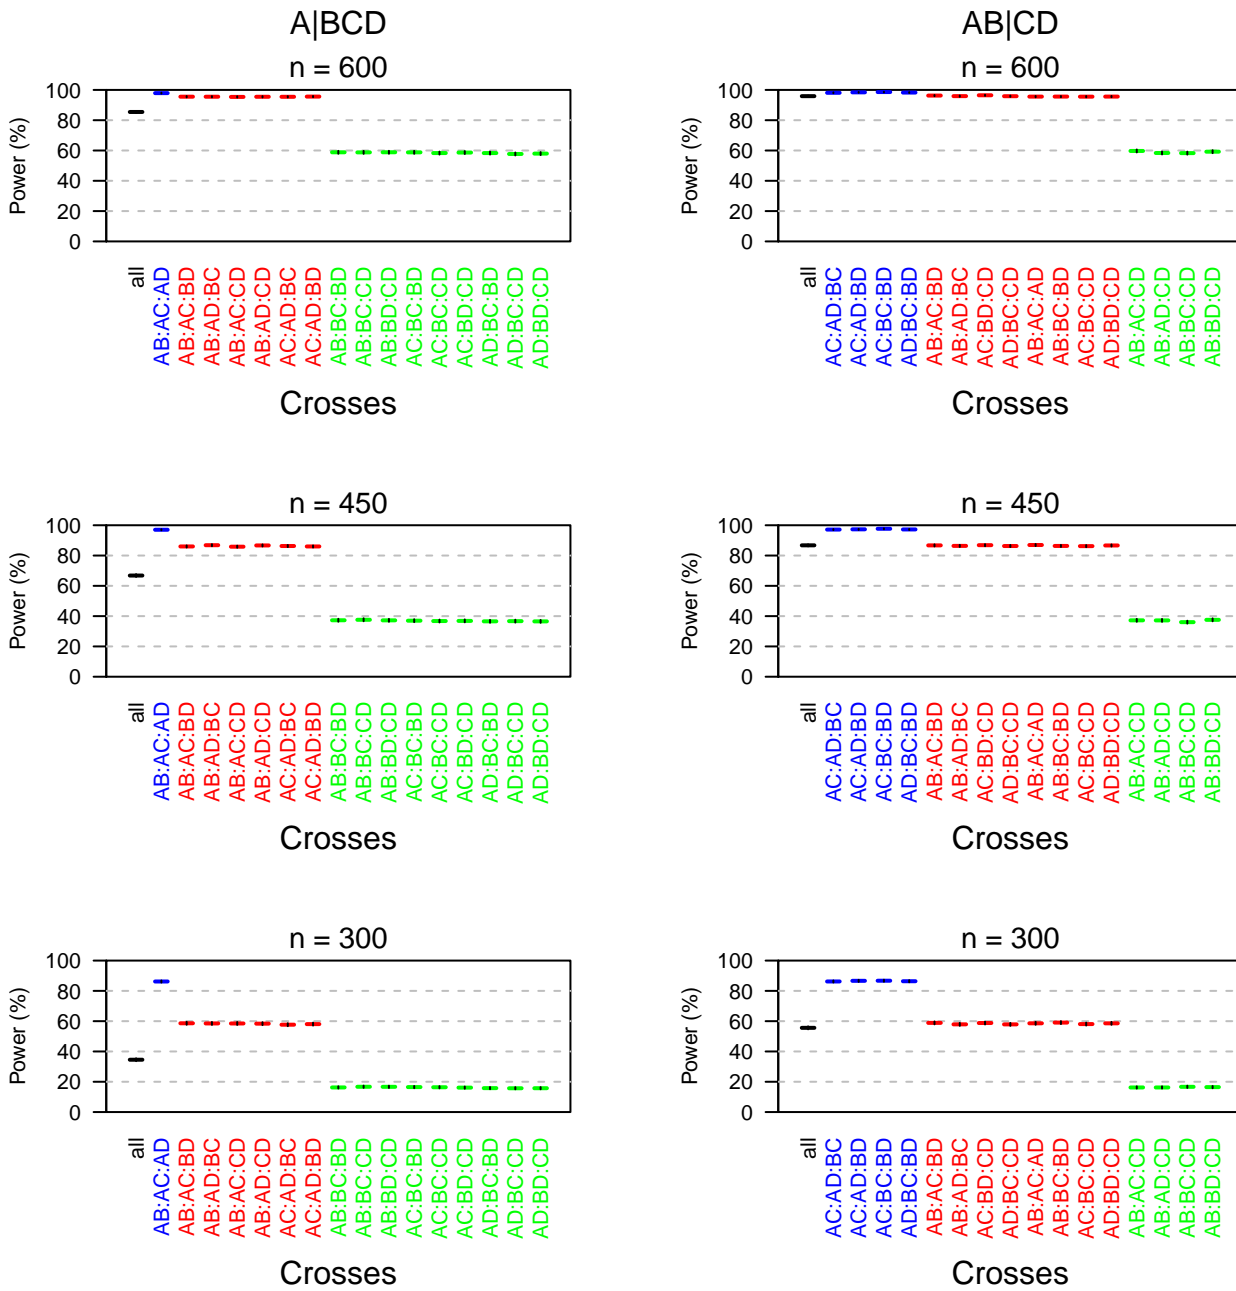 A|BCD
n = 600
Power (%)
100
80
60
40
20
0
all
AB:AC:AD
AB:AC:BD
AB:AD:BC
AB:AC:CD
AB:AD:CD
AC:AD:BC
AC:AD:BD
AB:BC:BD
AB:BC:CD
AB:BD:CD
AC:BC:BD
AC:BC:CD
AC:BD:CD
AD:BC:BD
AD:BC:CD
AD:BD:CD
Crosses
AB|CD
n = 600
Power (%)
100
80
60
40
20
0
all
AC:AD:BC
AC:AD:BD
AC:BC:BD
AD:BC:BD
AB:AC:BD
AB:AD:BC
AC:BD:CD
AD:BC:CD
AB:AC:AD
AB:BC:BD
AC:BC:CD
AD:BD:CD
AB:AC:CD
AB:AD:CD
AB:BC:CD
AB:BD:CD
Crosses
n = 450
Power (%)
100
80
60
40
20
0
all
AB:AC:AD
AB:AC:BD
AB:AD:BC
AB:AC:CD
AB:AD:CD
AC:AD:BC
AC:AD:BD
AB:BC:BD
AB:BC:CD
AB:BD:CD
AC:BC:BD
AC:BC:CD
AC:BD:CD
AD:BC:BD
AD:BC:CD
AD:BD:CD
Crosses
n = 450
Power (%)
100
80
60
40
20
0
all
AC:AD:BC
AC:AD:BD
AC:BC:BD
AD:BC:BD
AB:AC:BD
AB:AD:BC
AC:BD:CD
AD:BC:CD
AB:AC:AD
AB:BC:BD
AC:BC:CD
AD:BD:CD
AB:AC:CD
AB:AD:CD
AB:BC:CD
AB:BD:CD
Crosses
n = 300
Power (%)
100
80
60
40
20
0
all
AB:AC:AD
AB:AC:BD
AB:AD:BC
AB:AC:CD
AB:AD:CD
AC:AD:BC
AC:AD:BD
AB:BC:BD
AB:BC:CD
AB:BD:CD
AC:BC:BD
AC:BC:CD
AC:BD:CD
AD:BC:BD
AD:BC:CD
AD:BD:CD
Crosses
n = 300
Power (%)
100
80
60
40
20
0
all
AC:AD:BC
AC:AD:BD
AC:BC:BD
AD:BC:BD
AB:AC:BD
AB:AD:BC
AC:BD:CD
AD:BC:CD
AB:AC:AD
AB:BC:BD
AC:BC:CD
AD:BD:CD
AB:AC:CD
AB:AD:CD
AB:BC:CD
AB:BD:CD
Crosses